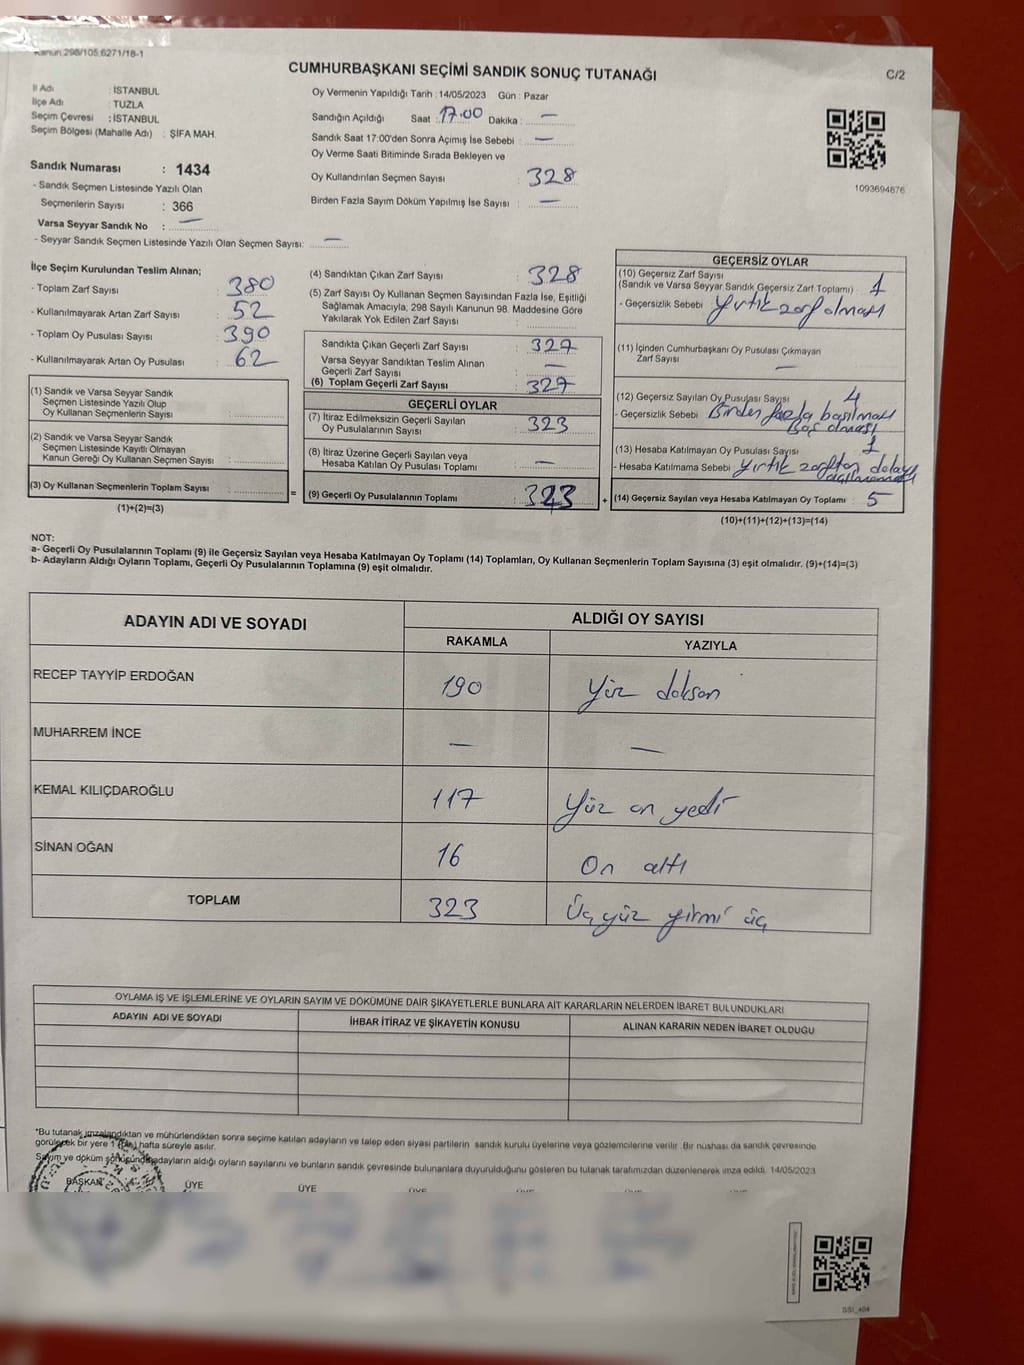 Kanun 298/105.6271/18-1
CUMHURBAŞKANI SEÇİMİ SANDIK SONUÇ TUTANAĞI
C/2
İl Adı : İSTANBUL
İlçe Adı : TUZLA
Seçim Çevresi : İSTANBUL
Seçim Bölgesi (Mahalle Adı) : ŞİFA MAH.
Sandık Numarası : 1434
- Sandık Seçmen Listesinde Yazılı Olan
Seçmenlerin Sayısı : 366
Varsa Seyyar Sandık No : —
- Seyyar Sandık Seçmen Listesinde Yazılı Olan Seçmen Sayısı: —
Oy Vermenin Yapıldığı Tarih : 14/05/2023 Gün : Pazar
Sandığın Açıldığı Saat : 17.00 Dakika : —
Sandık Saat 17:00'den Sonra Açımış İse Sebebi : —
Oy Verme Saati Bitiminde Sırada Bekleyen ve
Oy Kullandırılan Seçmen Sayısı : 328
Birden Fazla Sayım Döküm Yapılmış İse Sayısı : —
1093694876
İlçe Seçim Kurulundan Teslim Alınan;
- Toplam Zarf Sayısı : 380
- Kullanılmayarak Artan Zarf Sayısı : 52
- Toplam Oy Pusulası Sayısı : 390
- Kullanılmayarak Artan Oy Pusulası : 62
(1) Sandık ve Varsa Seyyar Sandık
Seçmen Listesinde Yazılı Olup
Oy Kullanan Seçmenlerin Sayısı :
(2) Sandık ve Varsa Seyyar Sandık
Seçmen Listesinde Kayıtlı Olmayan
Kanun Gereği Oy Kullanan Seçmen Sayısı :
(3) Oy Kullanan Seçmenlerin Toplam Sayısı :
(1)+(2)=(3)
=
(4) Sandıktan Çıkan Zarf Sayısı : 328
(5) Zarf Sayısı Oy Kullanan Seçmen Sayısından Fazla İse, Eşitliği
Sağlamak Amacıyla, 298 Sayılı Kanunun 98. Maddesine Göre
Yakılarak Yok Edilen Zarf Sayısı :
Sandıkta Çıkan Geçerli Zarf Sayısı : 327
Varsa Seyyar Sandıktan Teslim Alınan
Geçerli Zarf Sayısı : —
(6) Toplam Geçerli Zarf Sayısı : 327
GEÇERLİ OYLAR
(7) İtiraz Edilmeksizin Geçerli Sayılan
Oy Pusulalarının Sayısı : 323
(8) İtiraz Üzerine Geçerli Sayılan veya
Hesaba Katılan Oy Pusulası Toplamı : —
(9) Geçerli Oy Pusulalarının Toplamı : 323
+
GEÇERSİZ OYLAR
(10) Geçersiz Zarf Sayısı
(Sandık ve Varsa Seyyar Sandık Geçersiz Zarf Toplamı) : 1
- Geçersizlik Sebebi : Yırtık zarf olması
(11) İçinden Cumhurbaşkanı Oy Pusulası Çıkmayan
Zarf Sayısı : —
(12) Geçersiz Sayılan Oy Pusulası Sayısı : 4
- Geçersizlik Sebebi : Birden fazla basılması
Boş olması
(13) Hesaba Katılmayan Oy Pusulası Sayısı : 1
- Hesaba Katılmama Sebebi : Yırtık zarftan dolayı
açılmaması
(14) Geçersiz Sayılan veya Hesaba Katılmayan Oy Toplamı : 5
(10)+(11)+(12)+(13)=(14)
NOT:
a- Geçerli Oy Pusulalarının Toplamı (9) ile Geçersiz Sayılan veya Hesaba Katılmayan Oy Toplamı (14) Toplamları, Oy Kullanan Seçmenlerin Toplam Sayısına (3) eşit olmalıdır. (9)+(14)=(3)
b- Adayların Aldığı Oyların Toplamı, Geçerli Oy Pusulalarının Toplamına (9) eşit olmalıdır.
ADAYIN ADI VE SOYADI
ALDIĞI OY SAYISI
RAKAMLA YAZIYLA
RECEP TAYYİP ERDOĞAN 190 Yüz doksan
MUHARREM İNCE — —
KEMAL KILIÇDAROĞLU 117 Yüz on yedi
SİNAN OĞAN 16 On altı
TOPLAM 323 Üç yüz yirmi üç
OYLAMA İŞ VE İŞLEMLERİNE VE OYLARIN SAYIM VE DÖKÜMÜNE DAİR ŞİKAYETLERLE BUNLARA AİT KARARLARIN NELERDEN İBARET BULUNDUKLARI
ADAYIN ADI VE SOYADI İHBAR İTİRAZ VE ŞİKAYETİN KONUSU ALINAN KARARIN NEDEN İBARET OLDUĞU
*Bu tutanak imzalandıktan ve mühürlendikten sonra seçime katılan adayların ve talep eden siyasi partilerin sandık kurulu üyelerine veya gözlemcilerine verilir. Bir nüshası da sandık çevresinde
görülecek bir yere 1 (Bir) hafta süreyle asılır.
Sayım ve döküm sonucunda adayların aldığı oyların sayılarını ve bunların sandık çevresinde bulunanlara duyurulduğunu gösteren bu tutanak tarafımızdan düzenlenerek imza edildi. 14/05/2023
BAŞKAN ÜYE ÜYE ÜYE ÜYE ÜYE ÜYE
SSI_404